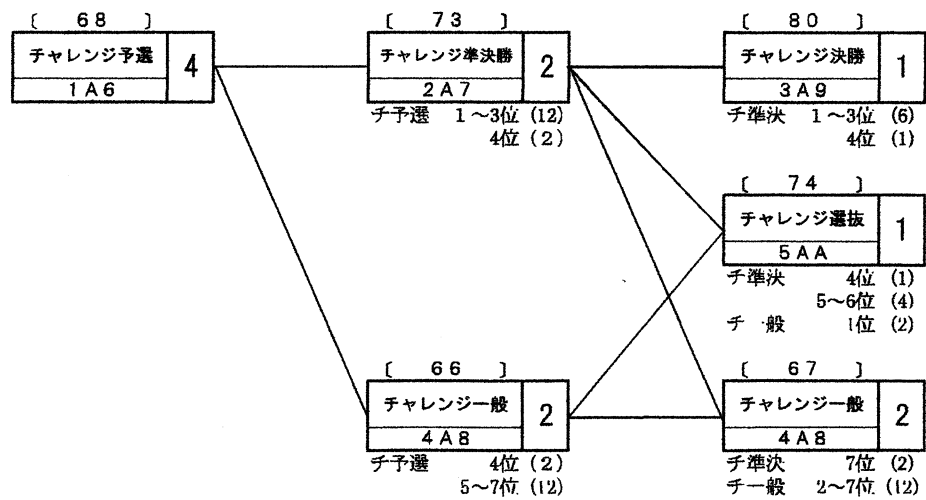 [ 68 ]
チャレンジ予選 4
1A6
[ 73 ]
チャレンジ準決勝 2
2A7
チ予選 1～3位 (12)
4位 (2)
[ 80 ]
チャレンジ決勝 1
3A9
チ準決 1～3位 (6)
4位 (1)
[ 74 ]
チャレンジ選抜 1
5AA
チ準決 4位 (1)
5～6位 (4)
チ一般 1位 (2)
[ 66 ]
チャレンジ一般 2
4A8
チ予選 4位 (2)
5～7位 (12)
[ 67 ]
チャレンジ一般 2
4A8
チ準決 7位 (2)
チ一般 2～7位 (12)